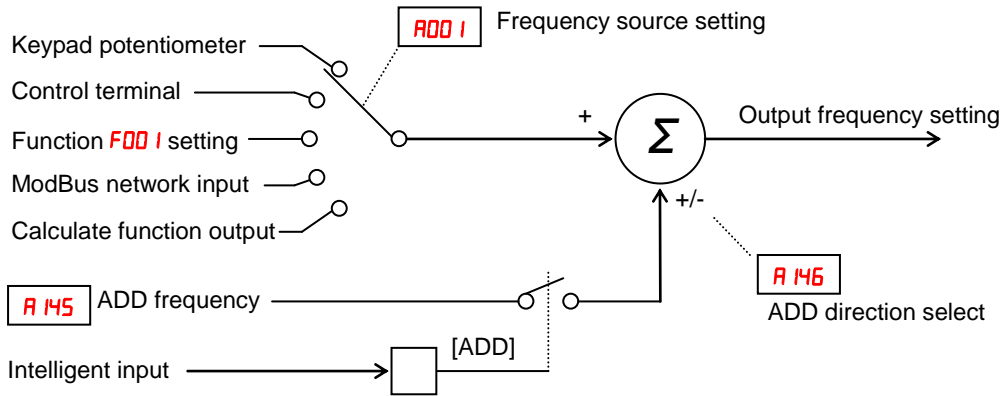 A001 Frequency source setting
Keypad potentiometer
Control terminal
Function F001 setting
ModBus network input
Calculate function output
+
Σ
Output frequency setting
+/-
A146
ADD direction select
A145 ADD frequency
[ADD]
Intelligent input